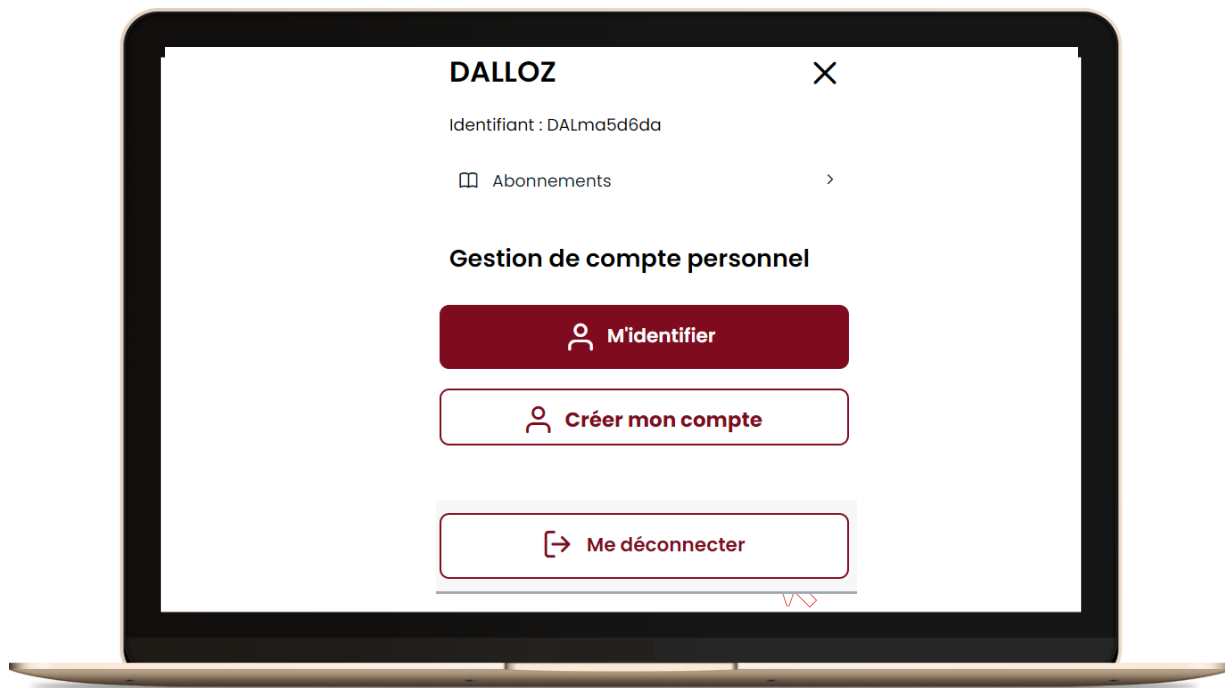 DALLOZ
Identifiant : DALma5d6da
Abonnements
Gestion de compte personnel
M'identifier
Créer mon compte
Me déconnecter